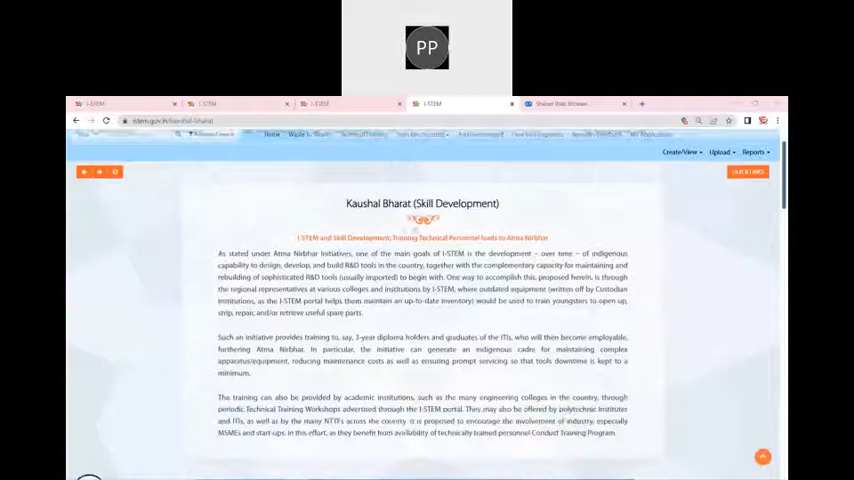 PP
I-STEM
I-STEM
I-STEM
I-STEM
Shared Web Browser
istem.gov.in/kaushal-bharat
Home Waste to Wealth Technical Training
Create/View Upload Reports
QUICK LINKS
Kaushal Bharat (Skill Development)
I-STEM and Skill Development; Training Technical Personnel leads to Atma Nirbhar
As stated under Atma Nirbhar Initiatives, one of the main goals of I-STEM is the development – over time – of indigenous
capability to design, develop, and build R&D tools in the country, together with the complementary capacity for maintaining and
rebuilding of sophisticated R&D tools (usually imported) to begin with. One way to accomplish this, proposed herein, is through
the regional representatives at various colleges and institutions by I-STEM, where outdated equipment (written off by Custodian
Institutions, as the I-STEM portal helps them maintain an up-to-date inventory) would be used to train youngsters to open up,
strip, repair, and/or retrieve useful spare parts.
Such an initiative provides training to, say, 3-year diploma holders and graduates of the ITIs, who will then become employable,
furthering Atma Nirbhar. In particular, the initiative can generate an indigenous cadre for maintaining complex
apparatus/equipment, reducing maintenance costs as well as ensuring prompt servicing so that tools downtime is kept to a
minimum.
The training can also be provided by academic institutions, such as the many engineering colleges in the country, through
periodic Technical Training Workshops advertised through the I-STEM portal. They may also be offered by polytechnic institutes
and ITIs, as well as by the many NTTFs across the country. It is proposed to encourage the involvement of industry, especially
MSMEs and start-ups, in this effort, as they benefit from availability of technically trained personnel Conduct Training Program.